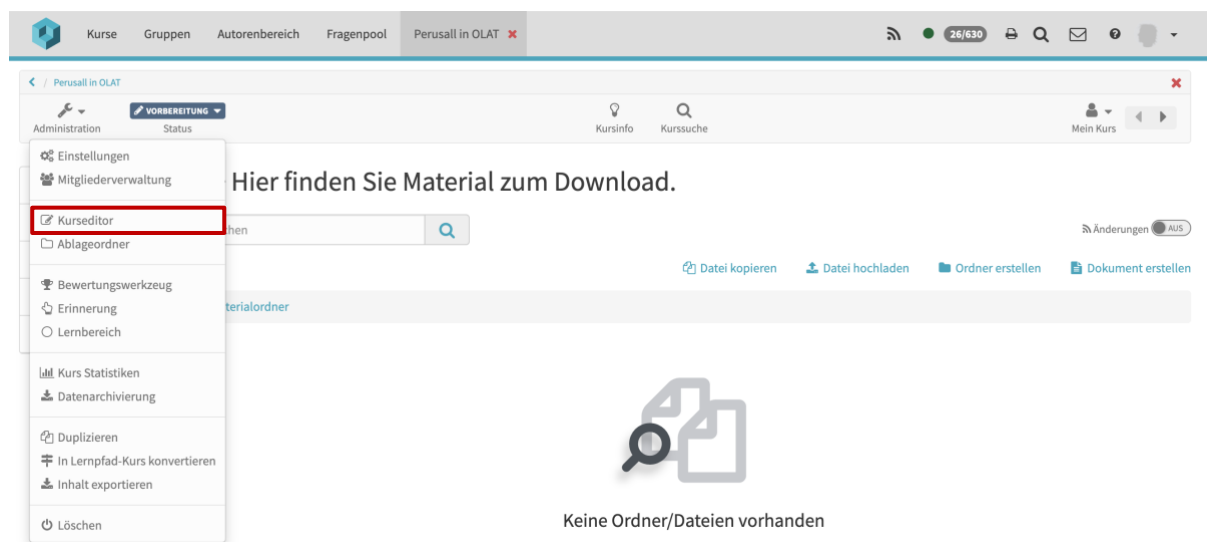 Kurse Gruppen Autorenbereich Fragenpool Perusall in OLAT 26/630
/ Perusall in OLAT
Administration VORBEREITUNG Status Kursinfo Kurssuche Mein Kurs
Einstellungen
Mitgliederverwaltung
Kurseditor
Ablageordner
Bewertungswerkzeug
Erinnerung
Lernbereich
Kurs Statistiken
Datenarchivierung
Duplizieren
In Lernpfad-Kurs konvertieren
Inhalt exportieren
Löschen
Hier finden Sie Material zum Download.
hen
Änderungen AUS
Datei kopieren Datei hochladen Ordner erstellen Dokument erstellen
terialordner
Keine Ordner/Dateien vorhanden